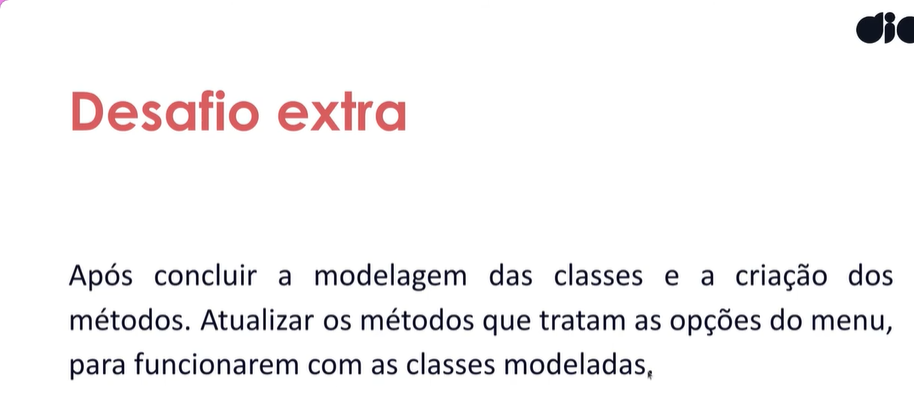 dio
Desafio extra
Após concluir a modelagem das classes e a criação dos
métodos. Atualizar os métodos que tratam as opções do menu,
para funcionarem com as classes modeladas.